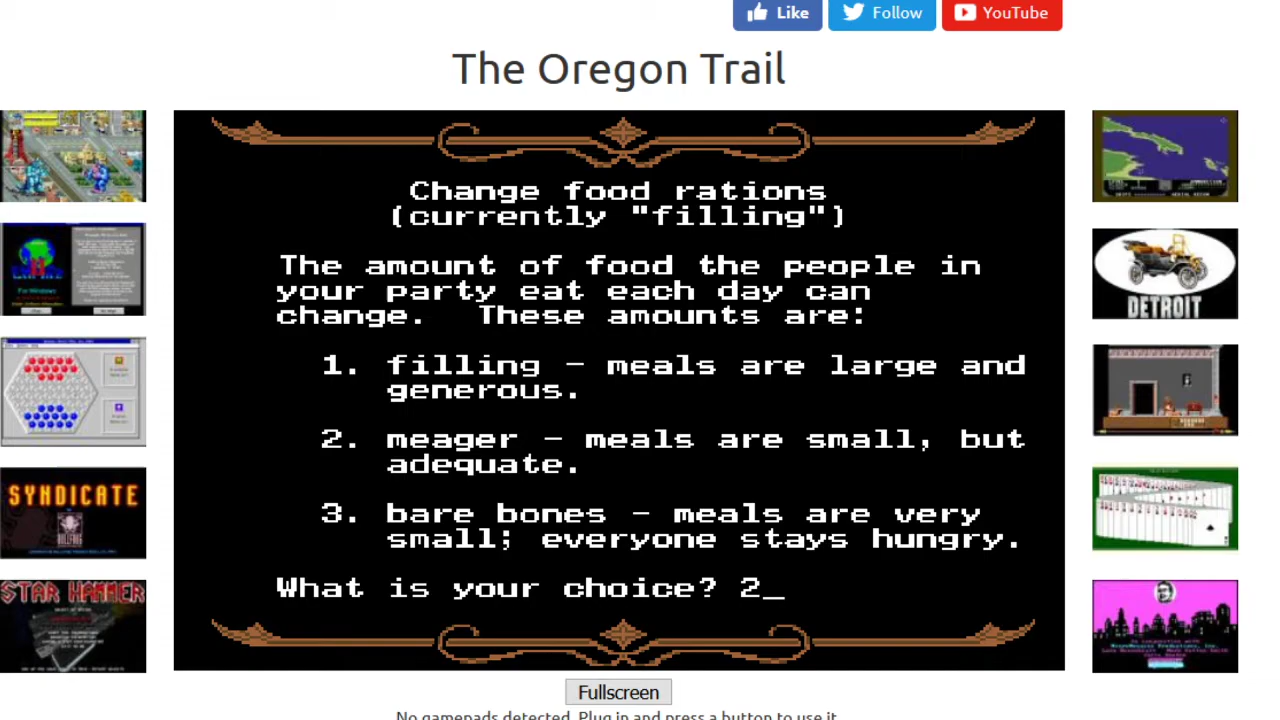 Like Follow YouTube
The Oregon Trail
Change food rations
(currently "filling")
The amount of food the people in
your party eat each day can
change. These amounts are:
1. filling - meals are large and
generous.
2. meager - meals are small, but
adequate.
3. bare bones - meals are very
small; everyone stays hungry.
What is your choice? 2_
DETROIT
SYNDICATE
STAR HAMMER
Fullscreen
No gamepads detected. Plug in and press a button to use it